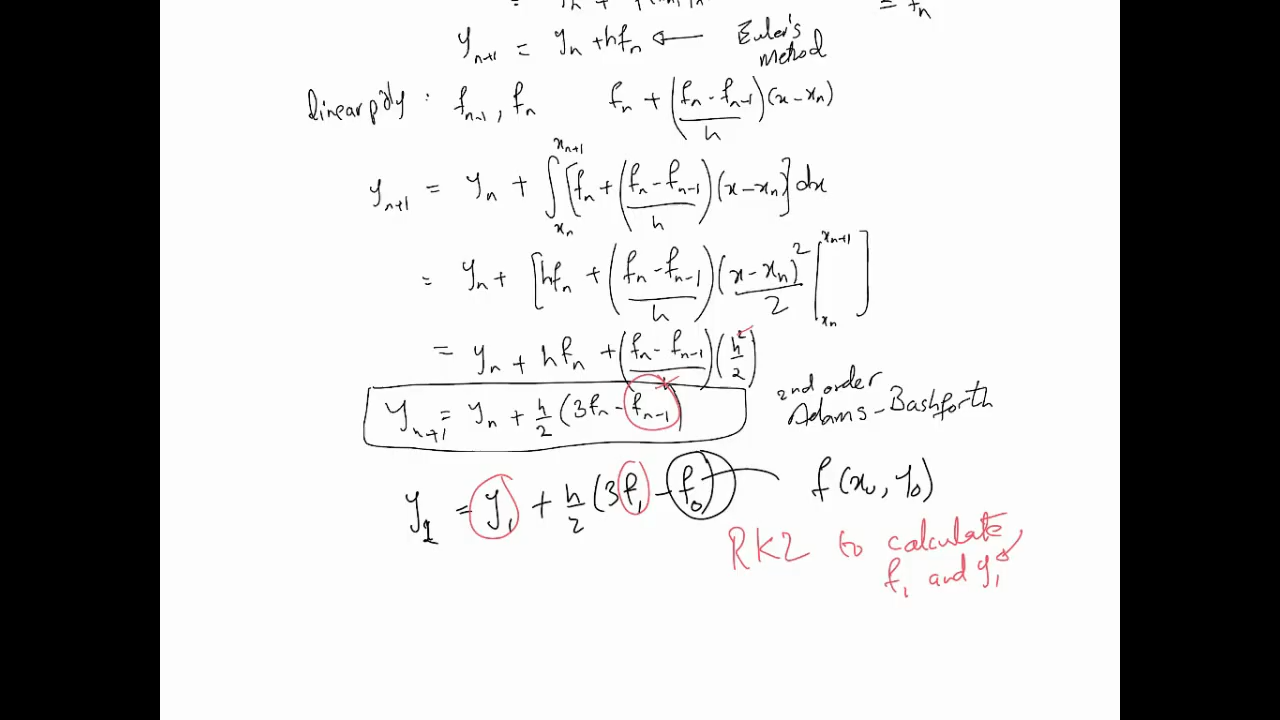 = f_n
y_{n+1} = y_n + hf_n ← Euler's method
linear poly : f_{n-1}, f_n    f_n + ((f_n - f_{n-1})/h)(x - x_n)
y_{n+1} = y_n + ∫_{x_n}^{x_{n+1}} [f_n + ((f_n - f_{n-1})/h)(x - x_n)] dx
= y_n + [hf_n + ((f_n - f_{n-1})/h) (x - x_n)^2/2 |_{x_n}^{x_{n+1}}]
= y_n + hf_n + ((f_n - f_{n-1})/h)(h^2/2)
y_{n+1} = y_n + h/2 (3f_n - f_{n-1})    2nd order Adams-Bashforth
y_2 = y_1 + h/2 (3f_1 - f_0)    f(x_0, y_0)
RK2 to calculate
f_1 and y_1